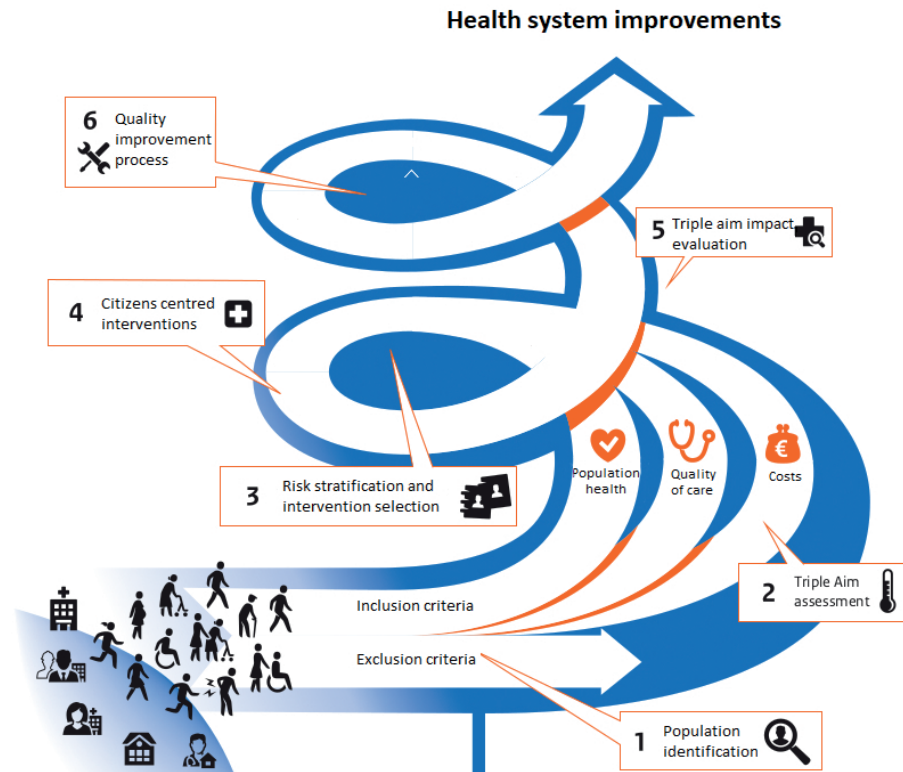 Health system improvements
6 Quality
improvement
process
5 Triple aim impact
evaluation
4 Citizens centred
interventions
3 Risk stratification and
intervention selection
Population
health
Quality
of care
€
Costs
2 Triple Aim
assessment
Inclusion criteria
Exclusion criteria
1 Population
identification